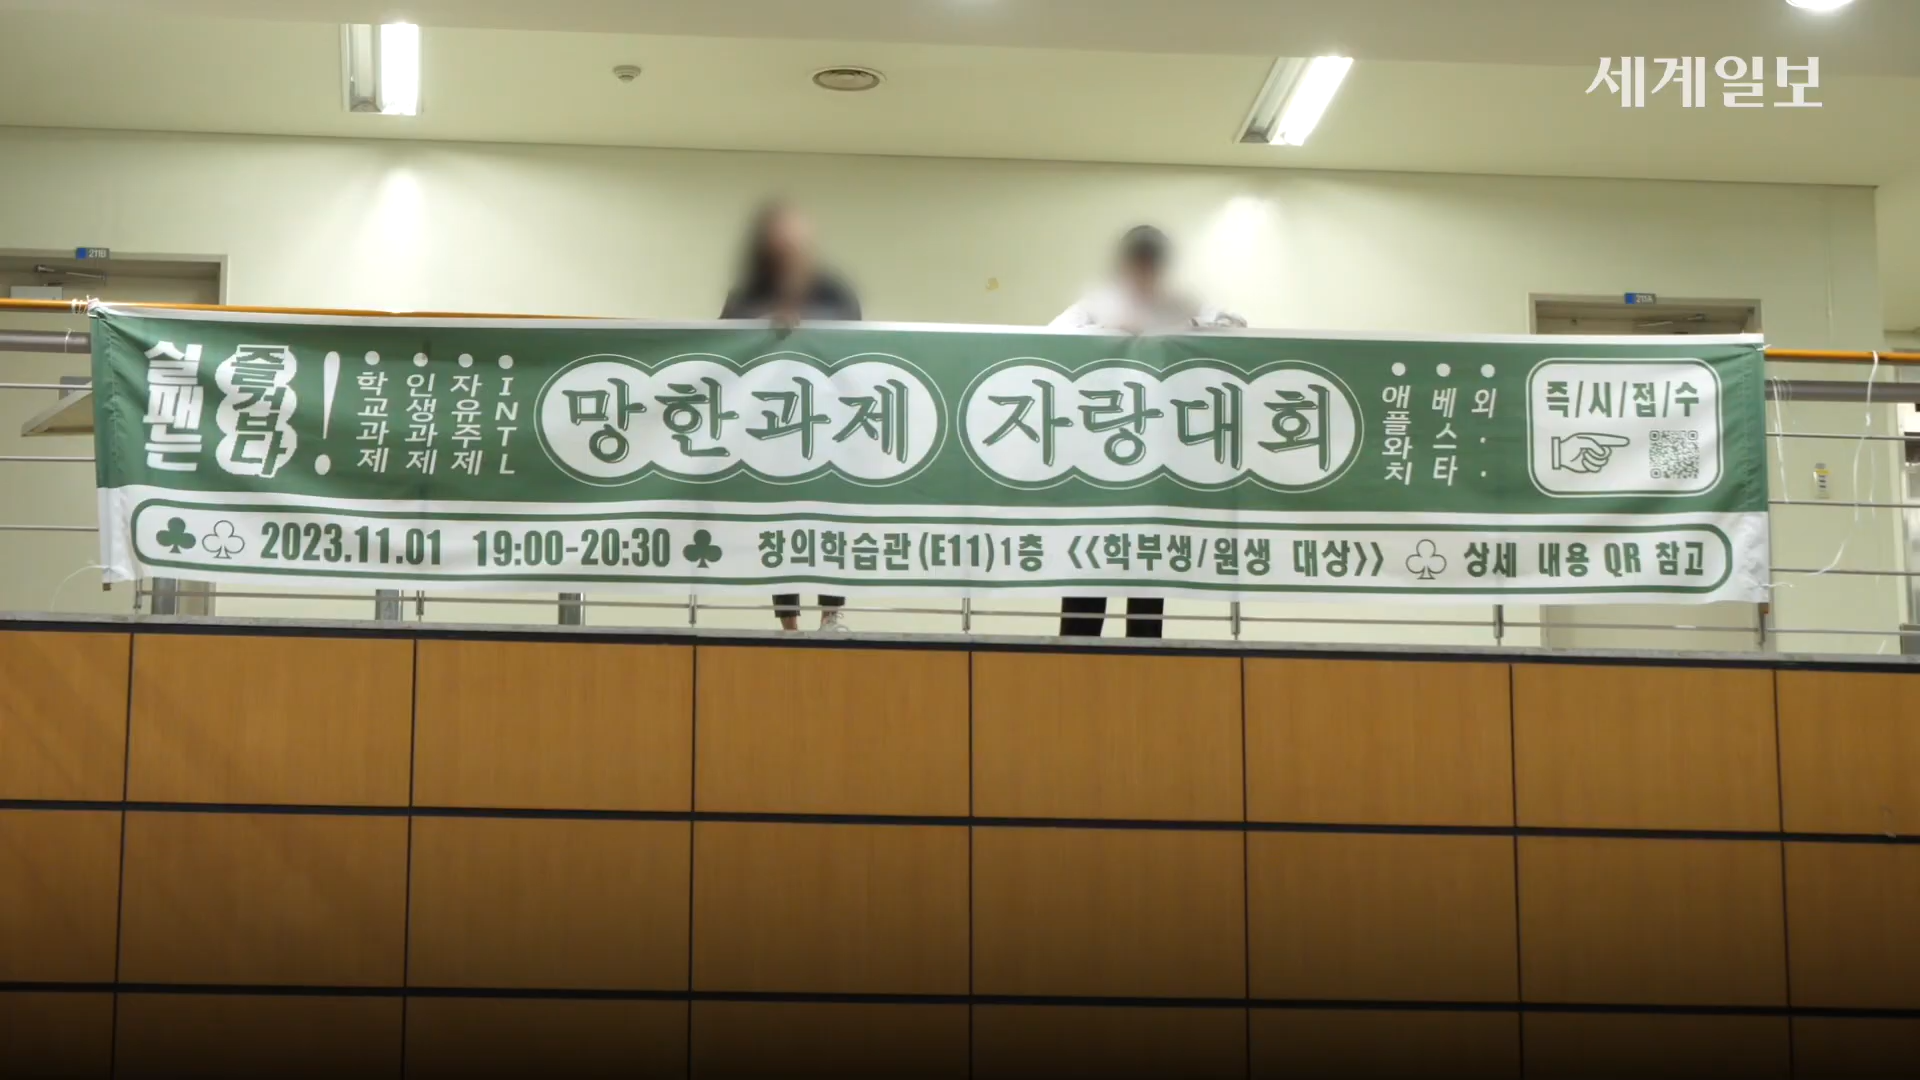 세계일보
211B
211A
실패는
즐겁다
!
• 학교과제
• 인생과제
• 자유주제
• INTL
망한과제 자랑대회
• 애플와치
• 베스타
• 외..
즉/시/접/수
2023.11.01 19:00-20:30 창의학습관(E11)1층 <<학부생/원생 대상>> 상세 내용 QR 참고